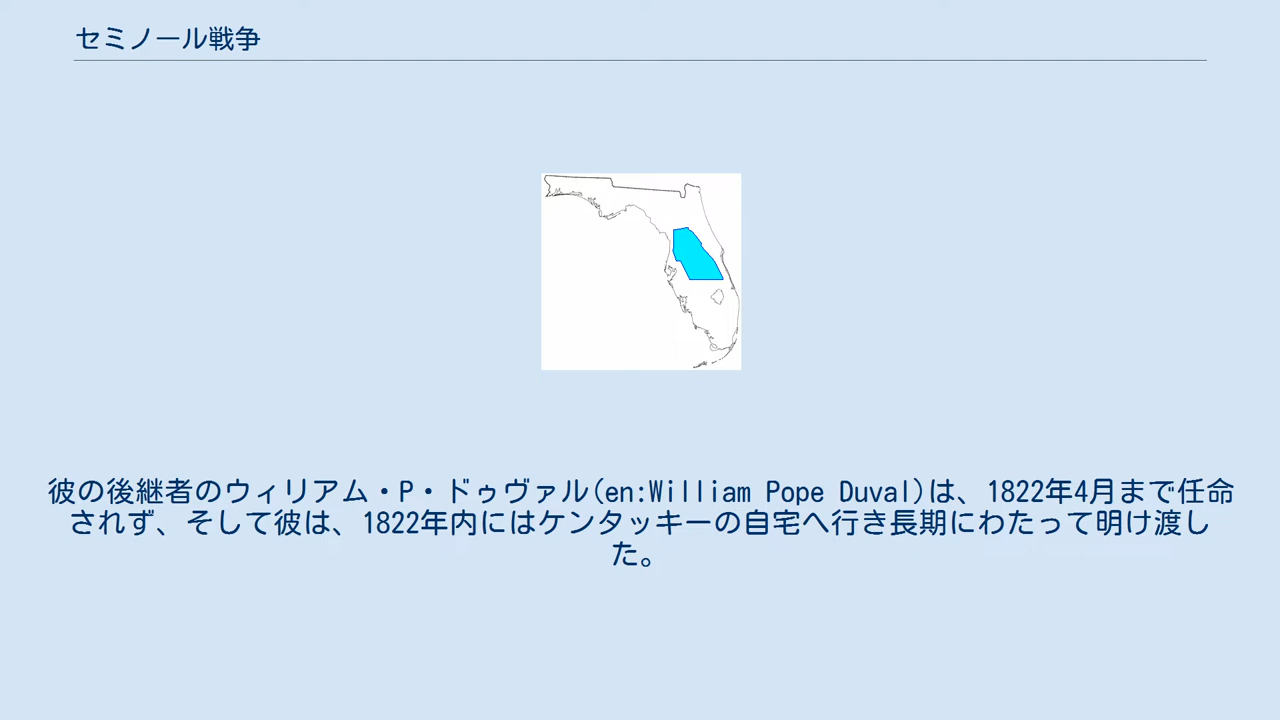 セミノール戦争
彼の後継者のウィリアム・P・ドゥヴァル(en:William Pope Duval)は、1822年4月まで任命
されず、そして彼は、1822年内にはケンタッキーの自宅へ行き長期にわたって明け渡し
た。